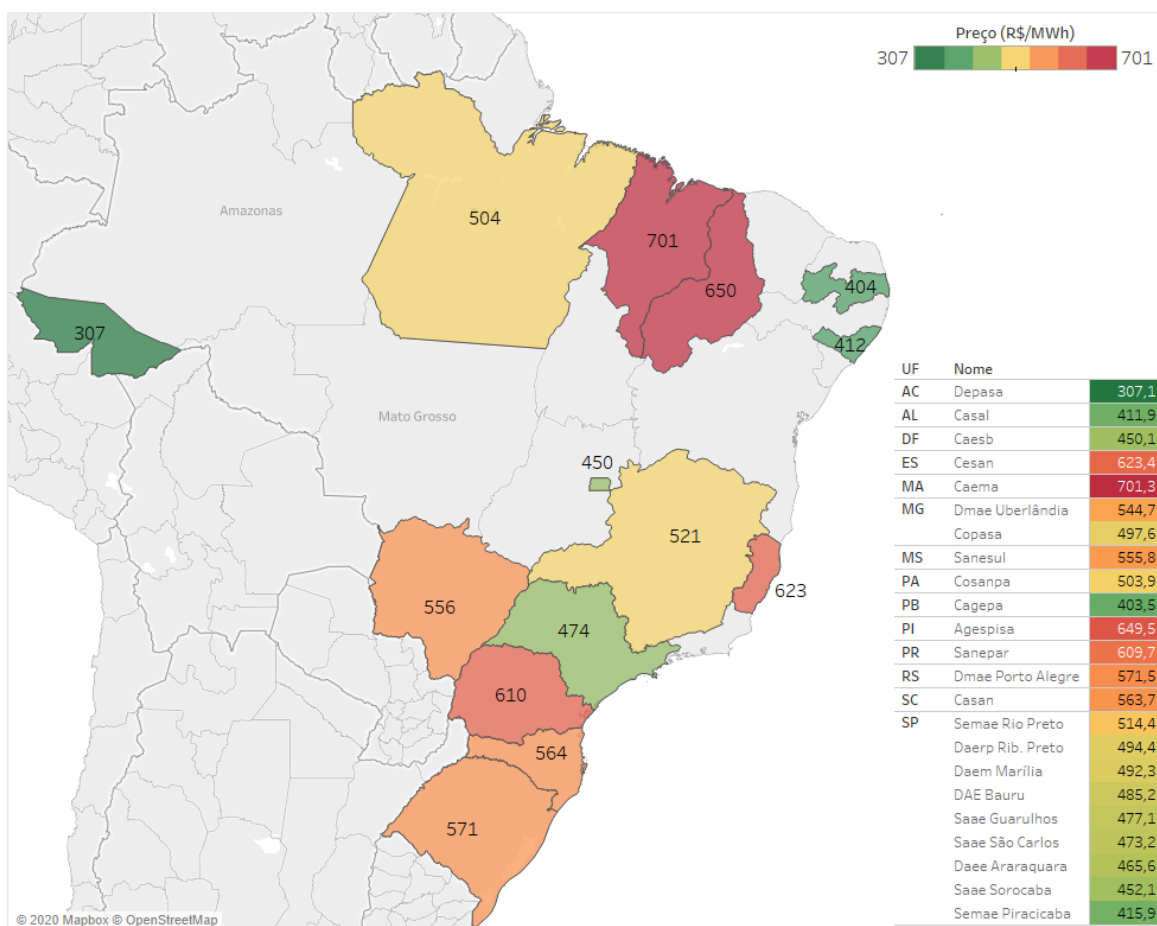 Preço (R$/MWh)
307 701
Amazonas
504
701
650
404
307
412
Mato Grosso
450
521
556
623
474
610
564
571
UF Nome
AC Depasa 307,1
AL Casal 411,9
DF Caesb 450,1
ES Cesan 623,4
MA Caema 701,3
MG Dmae Uberlândia 544,7
Copasa 497,6
MS Sanesul 555,8
PA Cosanpa 503,9
PB Cagepa 403,5
PI Agespisa 649,5
PR Sanepar 609,7
RS Dmae Porto Alegre 571,5
SC Casan 563,7
SP Semae Rio Preto 514,4
Daerp Rib. Preto 494,4
Daem Marília 492,3
DAE Bauru 485,2
Saae Guarulhos 477,1
Saae São Carlos 473,2
Daee Araraquara 465,6
Saae Sorocaba 452,1
Semae Piracicaba 415,9
© 2020 Mapbox © OpenStreetMap